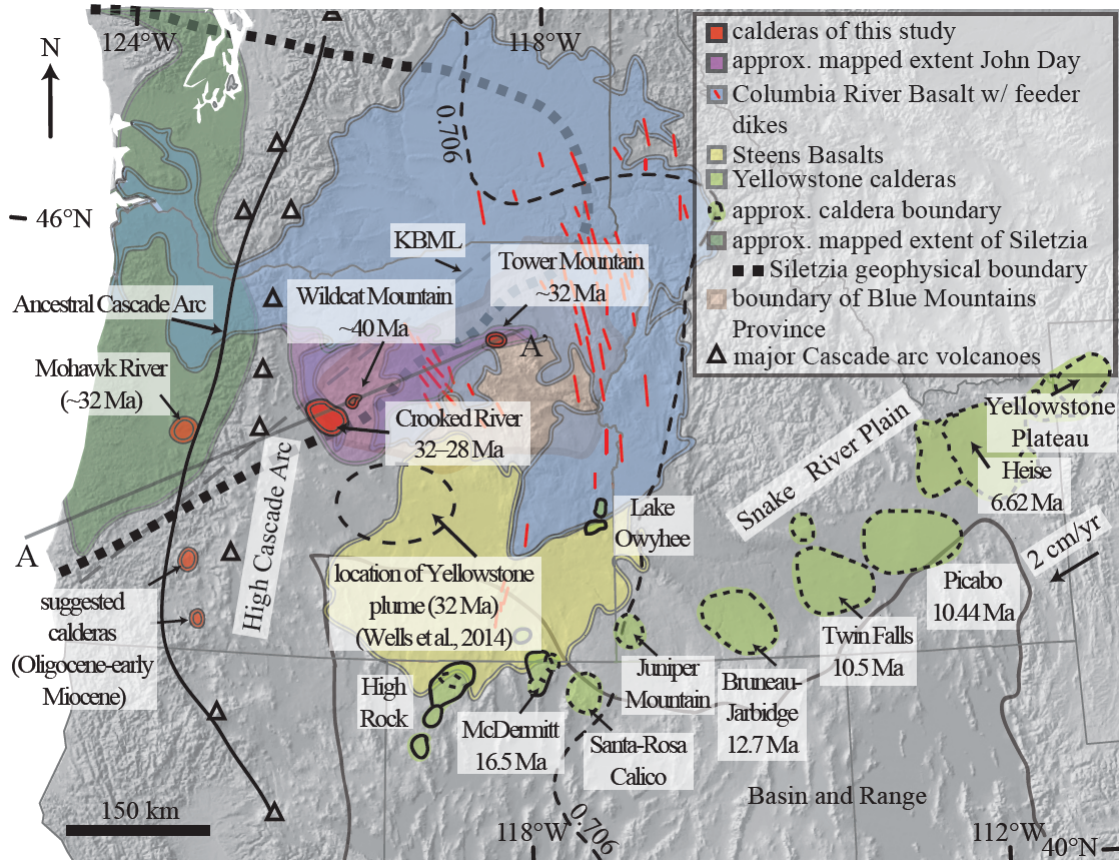 N
124°W
118°W
calderas of this study
approx. mapped extent John Day
Columbia River Basalt w/ feeder
dikes
Steens Basalts
Yellowstone calderas
approx. caldera boundary
approx. mapped extent of Siletzia
Siletzia geophysical boundary
boundary of Blue Mountains
Province
major Cascade arc volcanoes
0.706
46°N
KBML
Tower Mountain
~32 Ma
Ancestral Cascade Arc
Wildcat Mountain
~40 Ma
A`
Mohawk River
(~32 Ma)
Crooked River
32–28 Ma
High Cascade Arc
Snake River Plain
Yellowstone
Plateau
Heise
6.62 Ma
Lake
Owyhee
A
2 cm/yr
location of Yellowstone
plume (32 Ma)
(Wells et al., 2014)
suggested
calderas
(Oligocene-early
Miocene)
Picabo
10.44 Ma
Twin Falls
10.5 Ma
Juniper
Mountain
Bruneau-
Jarbidge
12.7 Ma
High
Rock
McDermitt
16.5 Ma
Santa-Rosa
Calico
Basin and Range
150 km
0.706
118°W
112°W
40°N